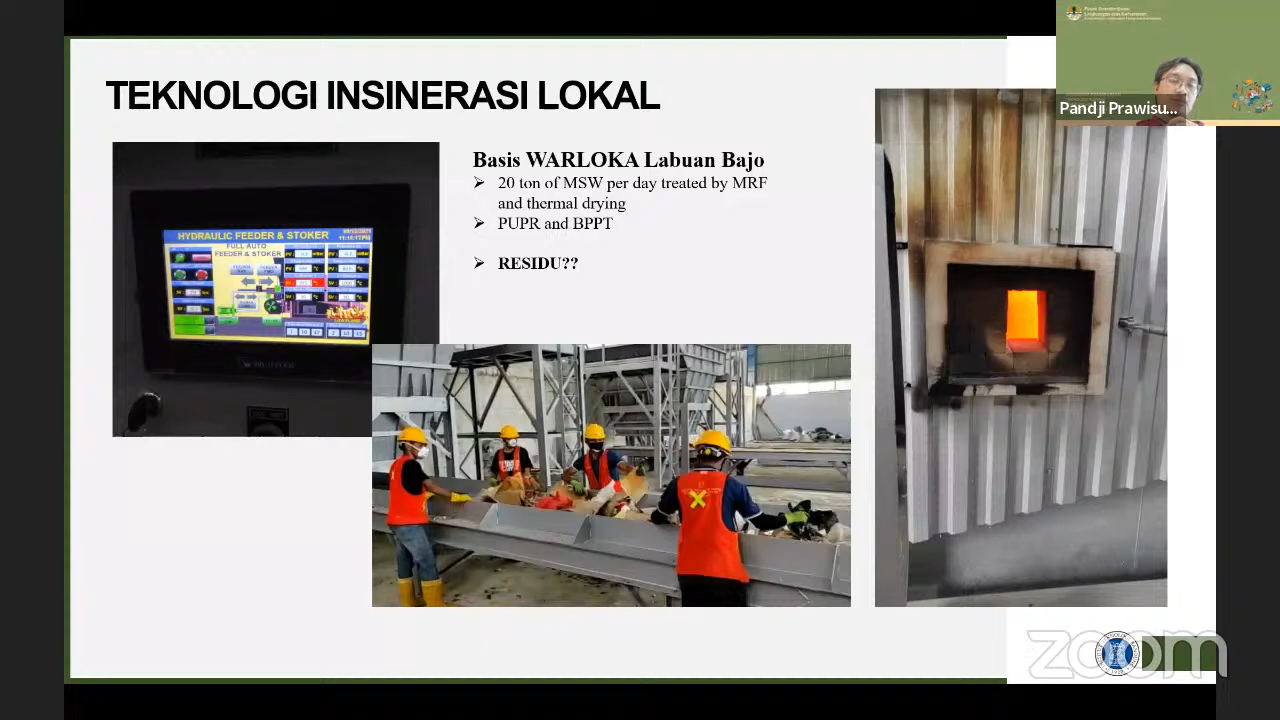 TEKNOLOGI INSINERASI LOKAL
Basis WARLOKA Labuan Bajo
➢ 20 ton of MSW per day treated by MRF
and thermal drying
➢ PUPR and BPPT
➢ RESIDU??
HYDRAULIC FEEDER & STOKER
FULL AUTO
FEEDER & STOKER
Pandji Prawisu...
zoom